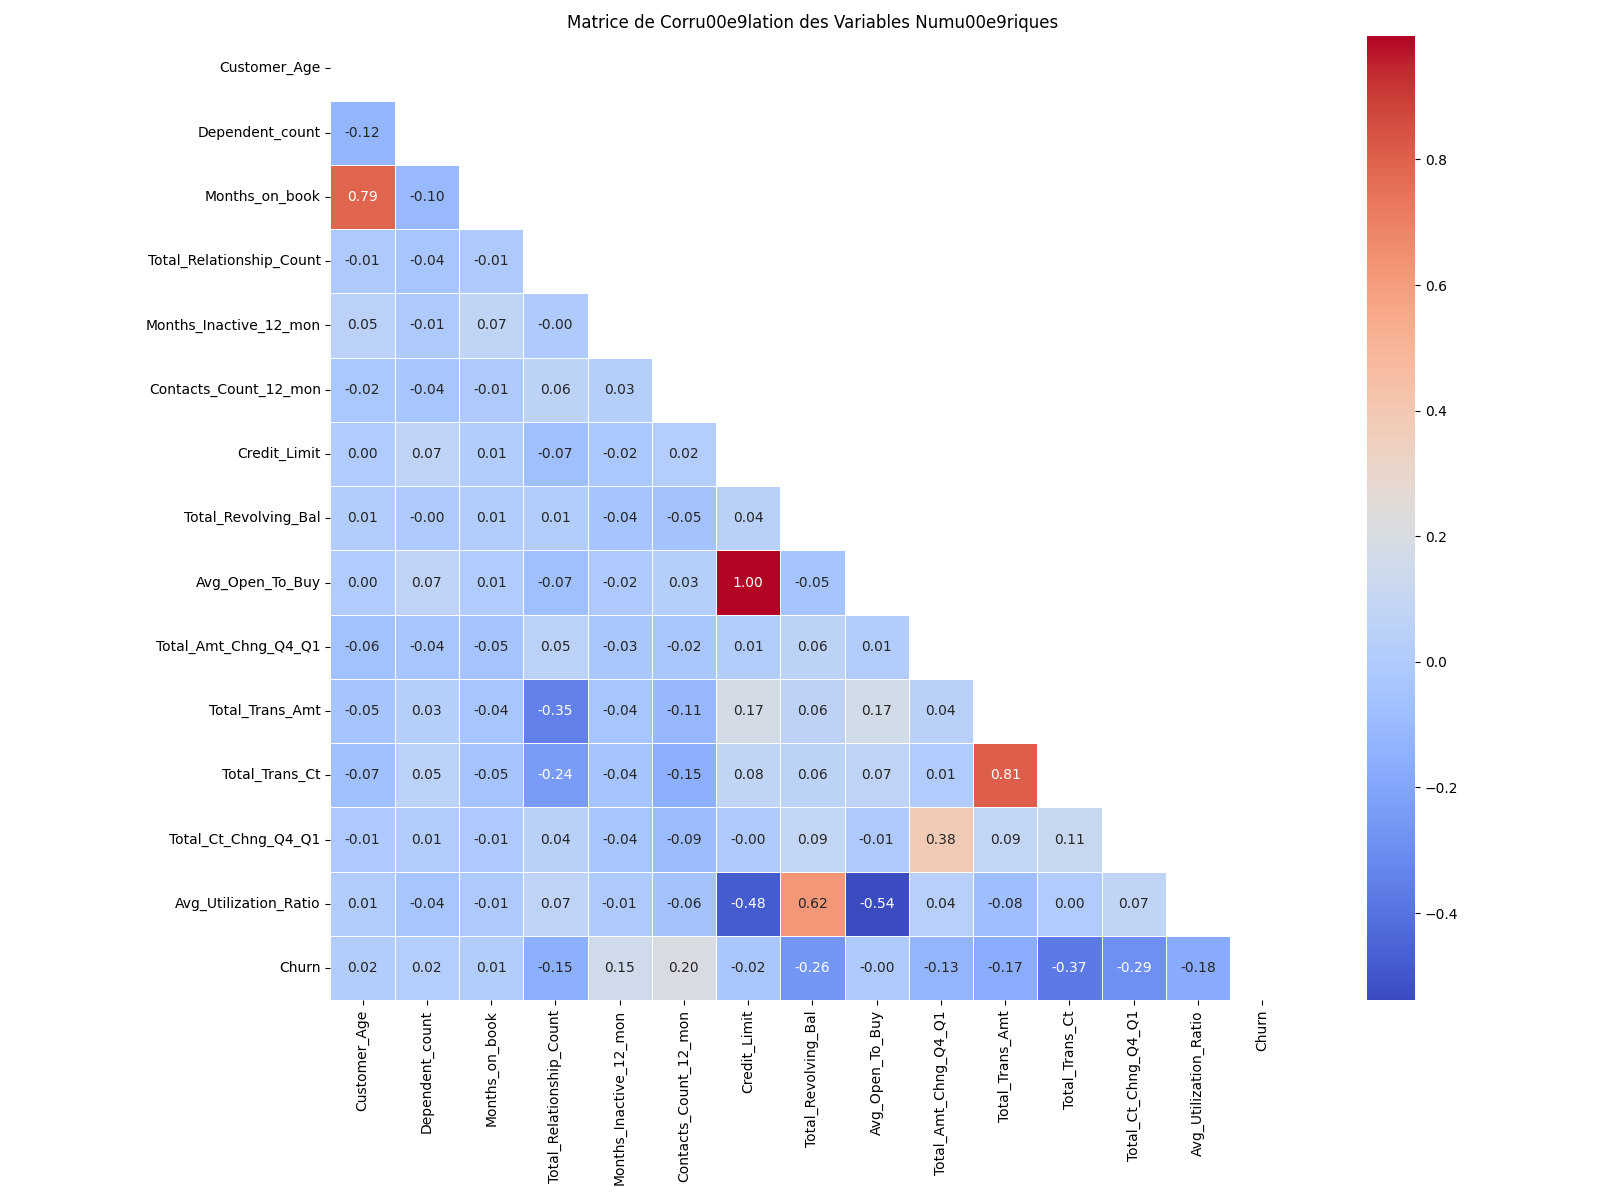 Matrice de Corru00e9lation des Variables Numu00e9riques
Customer_Age
Dependent_count -0.12
Months_on_book 0.79 -0.10
Total_Relationship_Count -0.01 -0.04 -0.01
Months_Inactive_12_mon 0.05 -0.01 0.07 -0.00
Contacts_Count_12_mon -0.02 -0.04 -0.01 0.06 0.03
Credit_Limit 0.00 0.07 0.01 -0.07 -0.02 0.02
Total_Revolving_Bal 0.01 -0.00 0.01 0.01 -0.04 -0.05 0.04
Avg_Open_To_Buy 0.00 0.07 0.01 -0.07 -0.02 0.03 1.00 -0.05
Total_Amt_Chng_Q4_Q1 -0.06 -0.04 -0.05 0.05 -0.03 -0.02 0.01 0.06 0.01
Total_Trans_Amt -0.05 0.03 -0.04 -0.35 -0.04 -0.11 0.17 0.06 0.17 0.04
Total_Trans_Ct -0.07 0.05 -0.05 -0.24 -0.04 -0.15 0.08 0.06 0.07 0.01 0.81
Total_Ct_Chng_Q4_Q1 -0.01 0.01 -0.01 0.04 -0.04 -0.09 -0.00 0.09 -0.01 0.38 0.09 0.11
Avg_Utilization_Ratio 0.01 -0.04 -0.01 0.07 -0.01 -0.06 -0.48 0.62 -0.54 0.04 -0.08 0.00 0.07
Churn 0.02 0.02 0.01 -0.15 0.15 0.20 -0.02 -0.26 -0.00 -0.13 -0.17 -0.37 -0.29 -0.18
Customer_Age
Dependent_count
Months_on_book
Total_Relationship_Count
Months_Inactive_12_mon
Contacts_Count_12_mon
Credit_Limit
Total_Revolving_Bal
Avg_Open_To_Buy
Total_Amt_Chng_Q4_Q1
Total_Trans_Amt
Total_Trans_Ct
Total_Ct_Chng_Q4_Q1
Avg_Utilization_Ratio
Churn
0.8
0.6
0.4
0.2
0.0
−0.2
−0.4